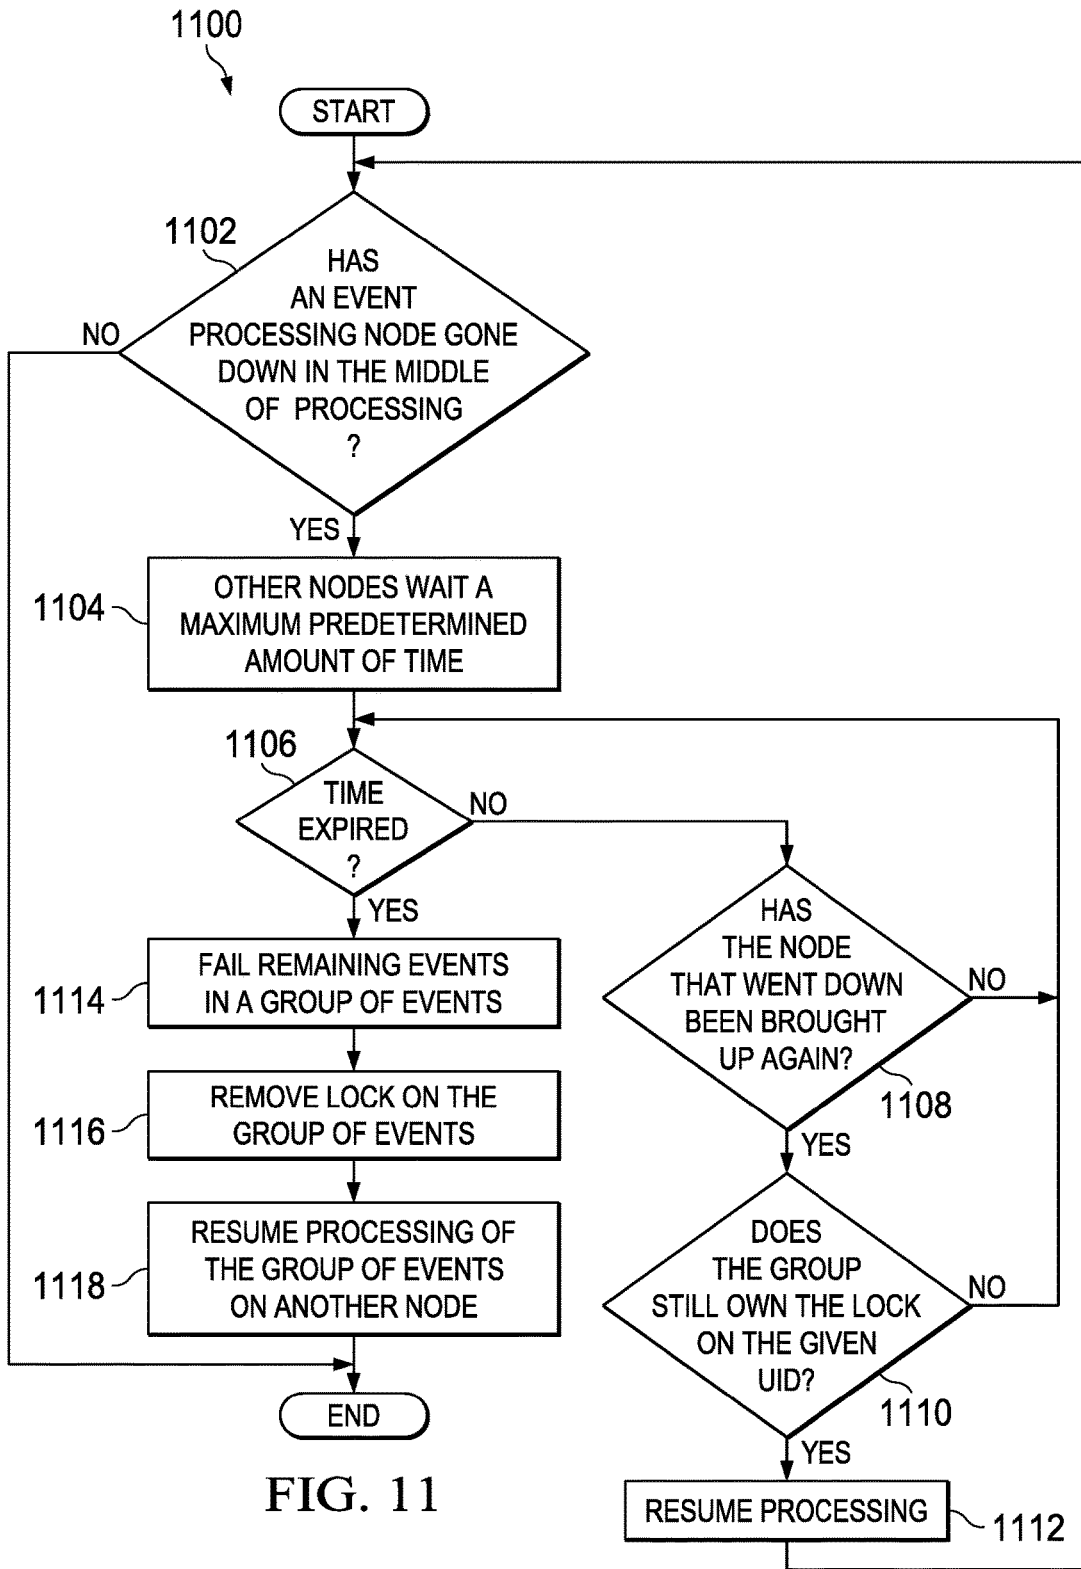 1100
START
1102
HAS
AN EVENT
PROCESSING NODE GONE
DOWN IN THE MIDDLE
OF PROCESSING
?
NO
YES
1104
OTHER NODES WAIT A
MAXIMUM PREDETERMINED
AMOUNT OF TIME
1106
TIME
EXPIRED
?
NO
YES
HAS
THE NODE
THAT WENT DOWN
BEEN BROUGHT
UP AGAIN?
NO
1108
YES
1114
FAIL REMAINING EVENTS
IN A GROUP OF EVENTS
1116
REMOVE LOCK ON THE
GROUP OF EVENTS
1118
RESUME PROCESSING OF
THE GROUP OF EVENTS
ON ANOTHER NODE
DOES
THE GROUP
STILL OWN THE LOCK
ON THE GIVEN
UID?
NO
1110
YES
END
RESUME PROCESSING
1112
FIG. 11